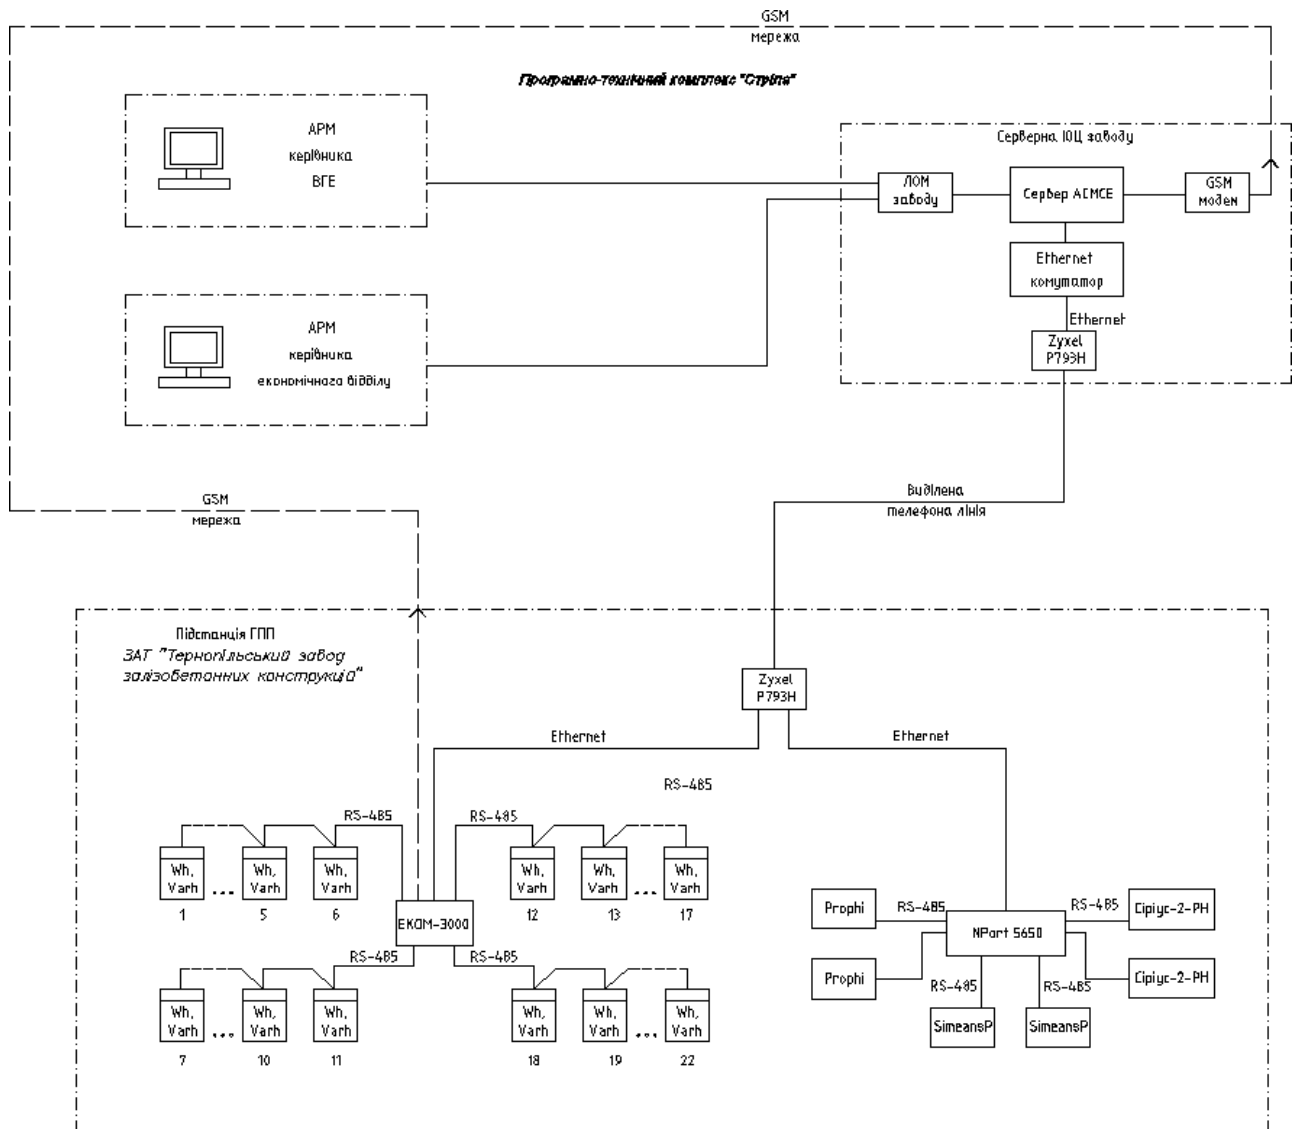 GSM
мережа
Програмно-технічний комплекс "Стріла"
АРМ
керівника
ВГЕ
Серверна ІОЦ заводу
ЛОМ
заводу
Сервер АСМСЕ
GSM
модем
Ethernet
комутатор
Ethernet
Zyxel
P793H
АРМ
керівника
економічного відділу
GSM
мережа
Виділена
телефона лінія
Підстанція ГПП
ЗАТ "Тернопільський завод
залізобетонних конструкцій"
Zyxel
P793H
Ethernet
Ethernet
RS-485
RS-485
RS-485
Wh,
Varh
...
Wh,
Varh
Wh,
Varh
Wh,
Varh
Wh,
Varh
...
Wh,
Varh
1
5
6
12
13
17
ЕКОМ-3000
RS-485
RS-485
Wh,
Varh
...
Wh,
Varh
Wh,
Varh
Wh,
Varh
Wh,
Varh
...
Wh,
Varh
7
10
11
18
19
22
Prophi
RS-485
RS-485
Сіріус-2-РН
NPort 5650
Prophi
Сіріус-2-РН
RS-485
RS-485
SimeansP
SimeansP